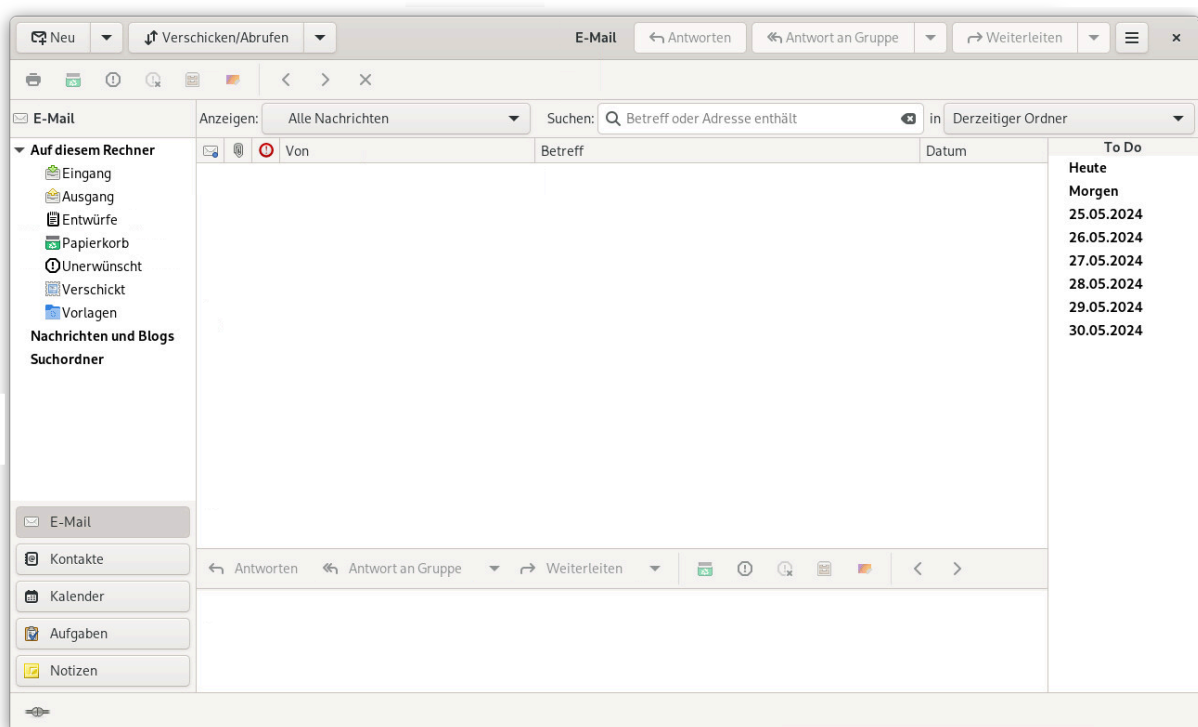 Neu Verschicken/Abrufen E-Mail Antworten Antwort an Gruppe Weiterleiten
E-Mail Anzeigen: Alle Nachrichten Suchen: Betreff oder Adresse enthält in Derzeitiger Ordner
Auf diesem Rechner
Eingang
Ausgang
Entwürfe
Papierkorb
Unerwünscht
Verschickt
Vorlagen
Nachrichten und Blogs
Suchordner
Von Betreff Datum
To Do
Heute
Morgen
25.05.2024
26.05.2024
27.05.2024
28.05.2024
29.05.2024
30.05.2024
E-Mail
Kontakte
Kalender
Aufgaben
Notizen
Antworten Antwort an Gruppe Weiterleiten